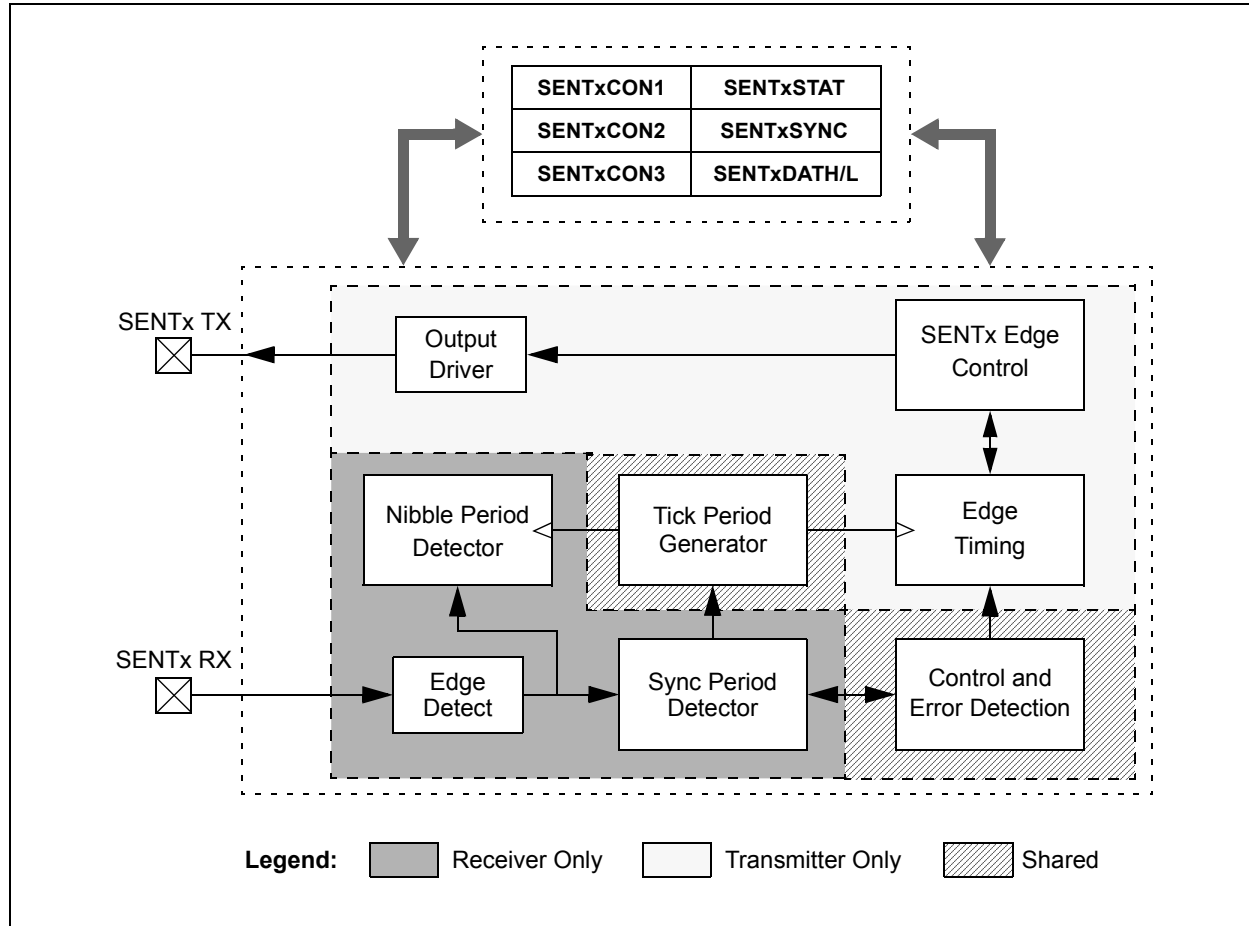 SENTxCON1 SENTxSTAT
SENTxCON2 SENTxSYNC
SENTxCON3 SENTxDATH/L
SENTx TX
Output
Driver
SENTx Edge
Control
Nibble Period
Detector
Tick Period
Generator
Edge
Timing
SENTx RX
Edge
Detect
Sync Period
Detector
Control and
Error Detection
Legend: Receiver Only Transmitter Only Shared